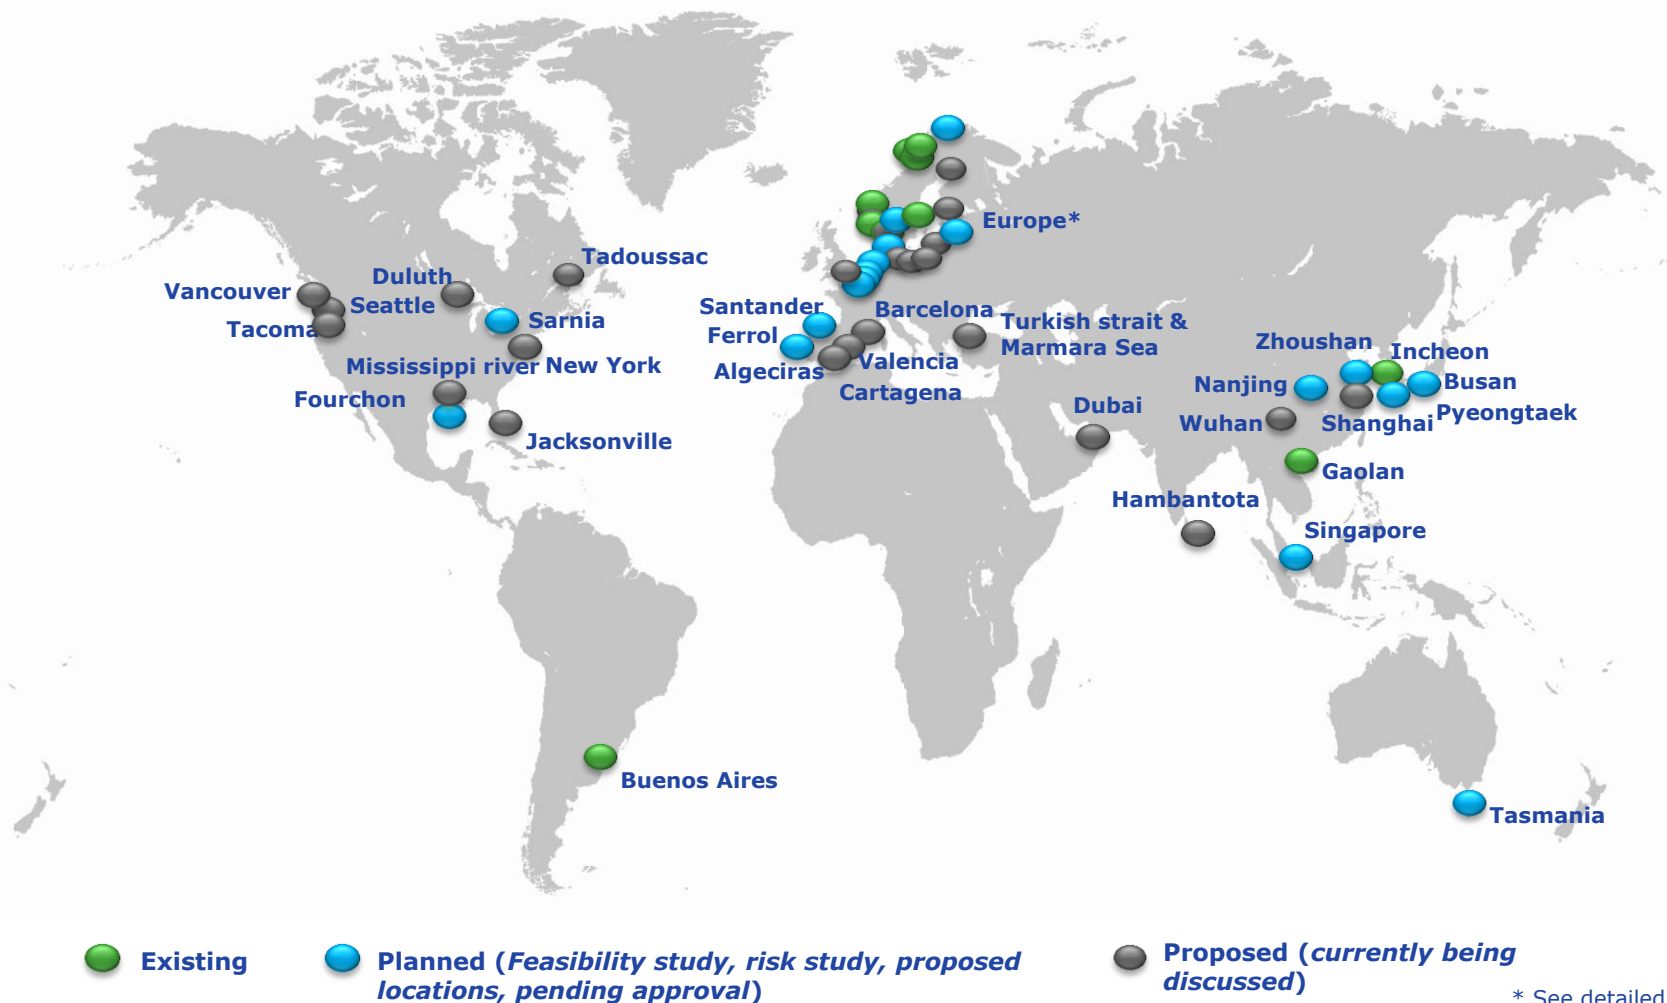 Europe*
Tadoussac
Duluth
Vancouver
Seattle
Tacoma
Sarnia
Mississippi river
New York
Fourchon
Jacksonville
Santander
Barcelona
Ferrol
Turkish strait &
Marmara Sea
Algeciras
Valencia
Cartagena
Zhoushan
Incheon
Nanjing
Busan
Pyeongtaek
Dubai
Wuhan
Shanghai
Gaolan
Hambantota
Singapore
Buenos Aires
Tasmania
Existing
Planned (Feasibility study, risk study, proposed
locations, pending approval)
Proposed (currently being
discussed)
* See detailed